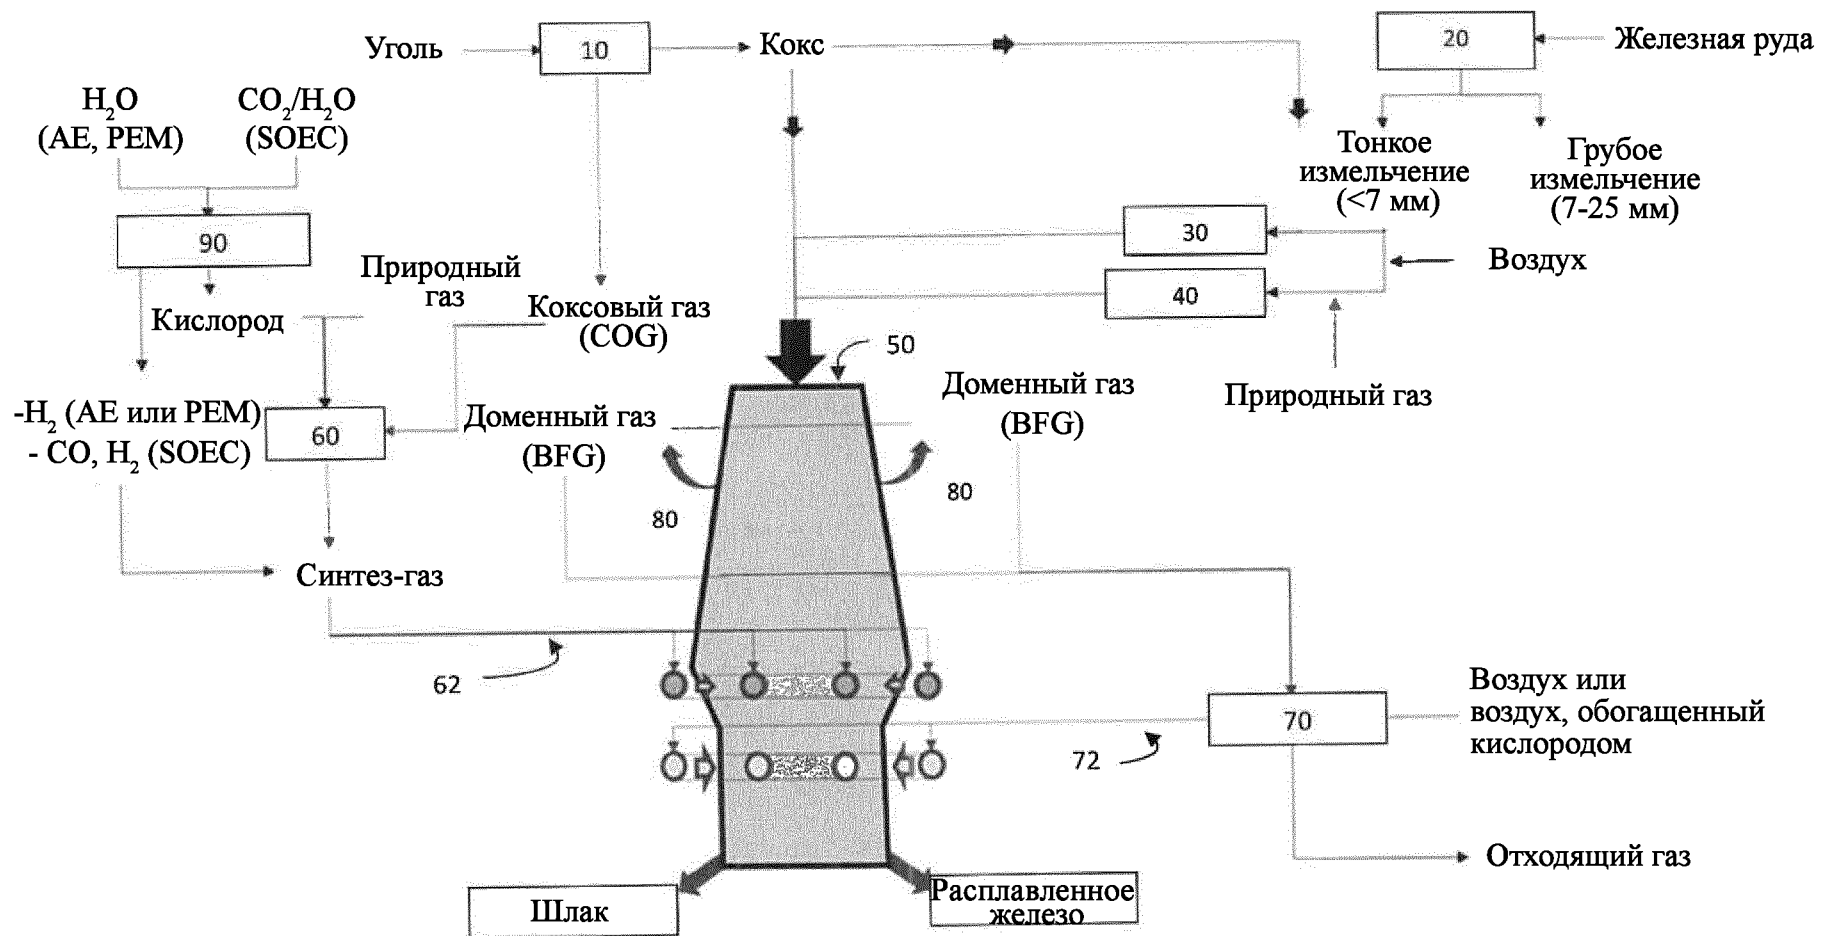 Уголь
10
Кокс
20
Железная руда
H₂O
(AE, PEM)
CO₂/H₂O
(SOEC)
Тонкое
измельчение
(<7 мм)
Грубое
измельчение
(7-25 мм)
90
30
40
Воздух
Природный газ
Кислород
Природный
газ
Коксовый газ
(COG)
50
-H₂ (AE или PEM)
- CO, H₂ (SOEC)
60
Доменный газ
(BFG)
Доменный газ
(BFG)
80
80
Синтез-газ
62
70
72
Воздух или
воздух, обогащенный
кислородом
Отходящий газ
Шлак
Расплавленное
железо